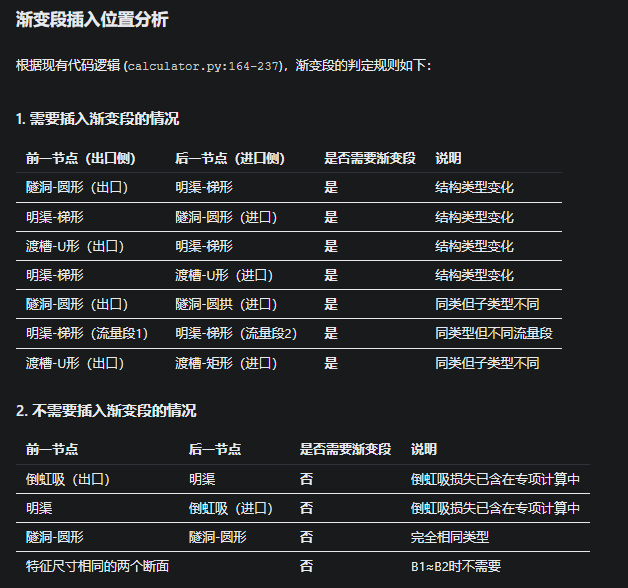 渐变段插入位置分析
根据现有代码逻辑 (calculator.py:164-237)，渐变段的判定规则如下：
1. 需要插入渐变段的情况
前一节点（出口侧） 后一节点（进口侧） 是否需要渐变段 说明
隧洞-圆形（出口） 明渠-梯形 是 结构类型变化
明渠-梯形 隧洞-圆形（进口） 是 结构类型变化
渡槽-U形（出口） 明渠-梯形 是 结构类型变化
明渠-梯形 渡槽-U形（进口） 是 结构类型变化
隧洞-圆形（出口） 隧洞-圆拱（进口） 是 同类但子类型不同
明渠-梯形（流量段1） 明渠-梯形（流量段2） 是 同类型但不同流量段
渡槽-U形（出口） 渡槽-矩形（进口） 是 同类但子类型不同
2. 不需要插入渐变段的情况
前一节点 后一节点 是否需要渐变段 说明
倒虹吸（出口） 明渠 否 倒虹吸损失已含在专项计算中
明渠 倒虹吸（进口） 否 倒虹吸损失已含在专项计算中
隧洞-圆形 隧洞-圆形 否 完全相同类型
特征尺寸相同的两个断面 否 B1≈B2时不需要